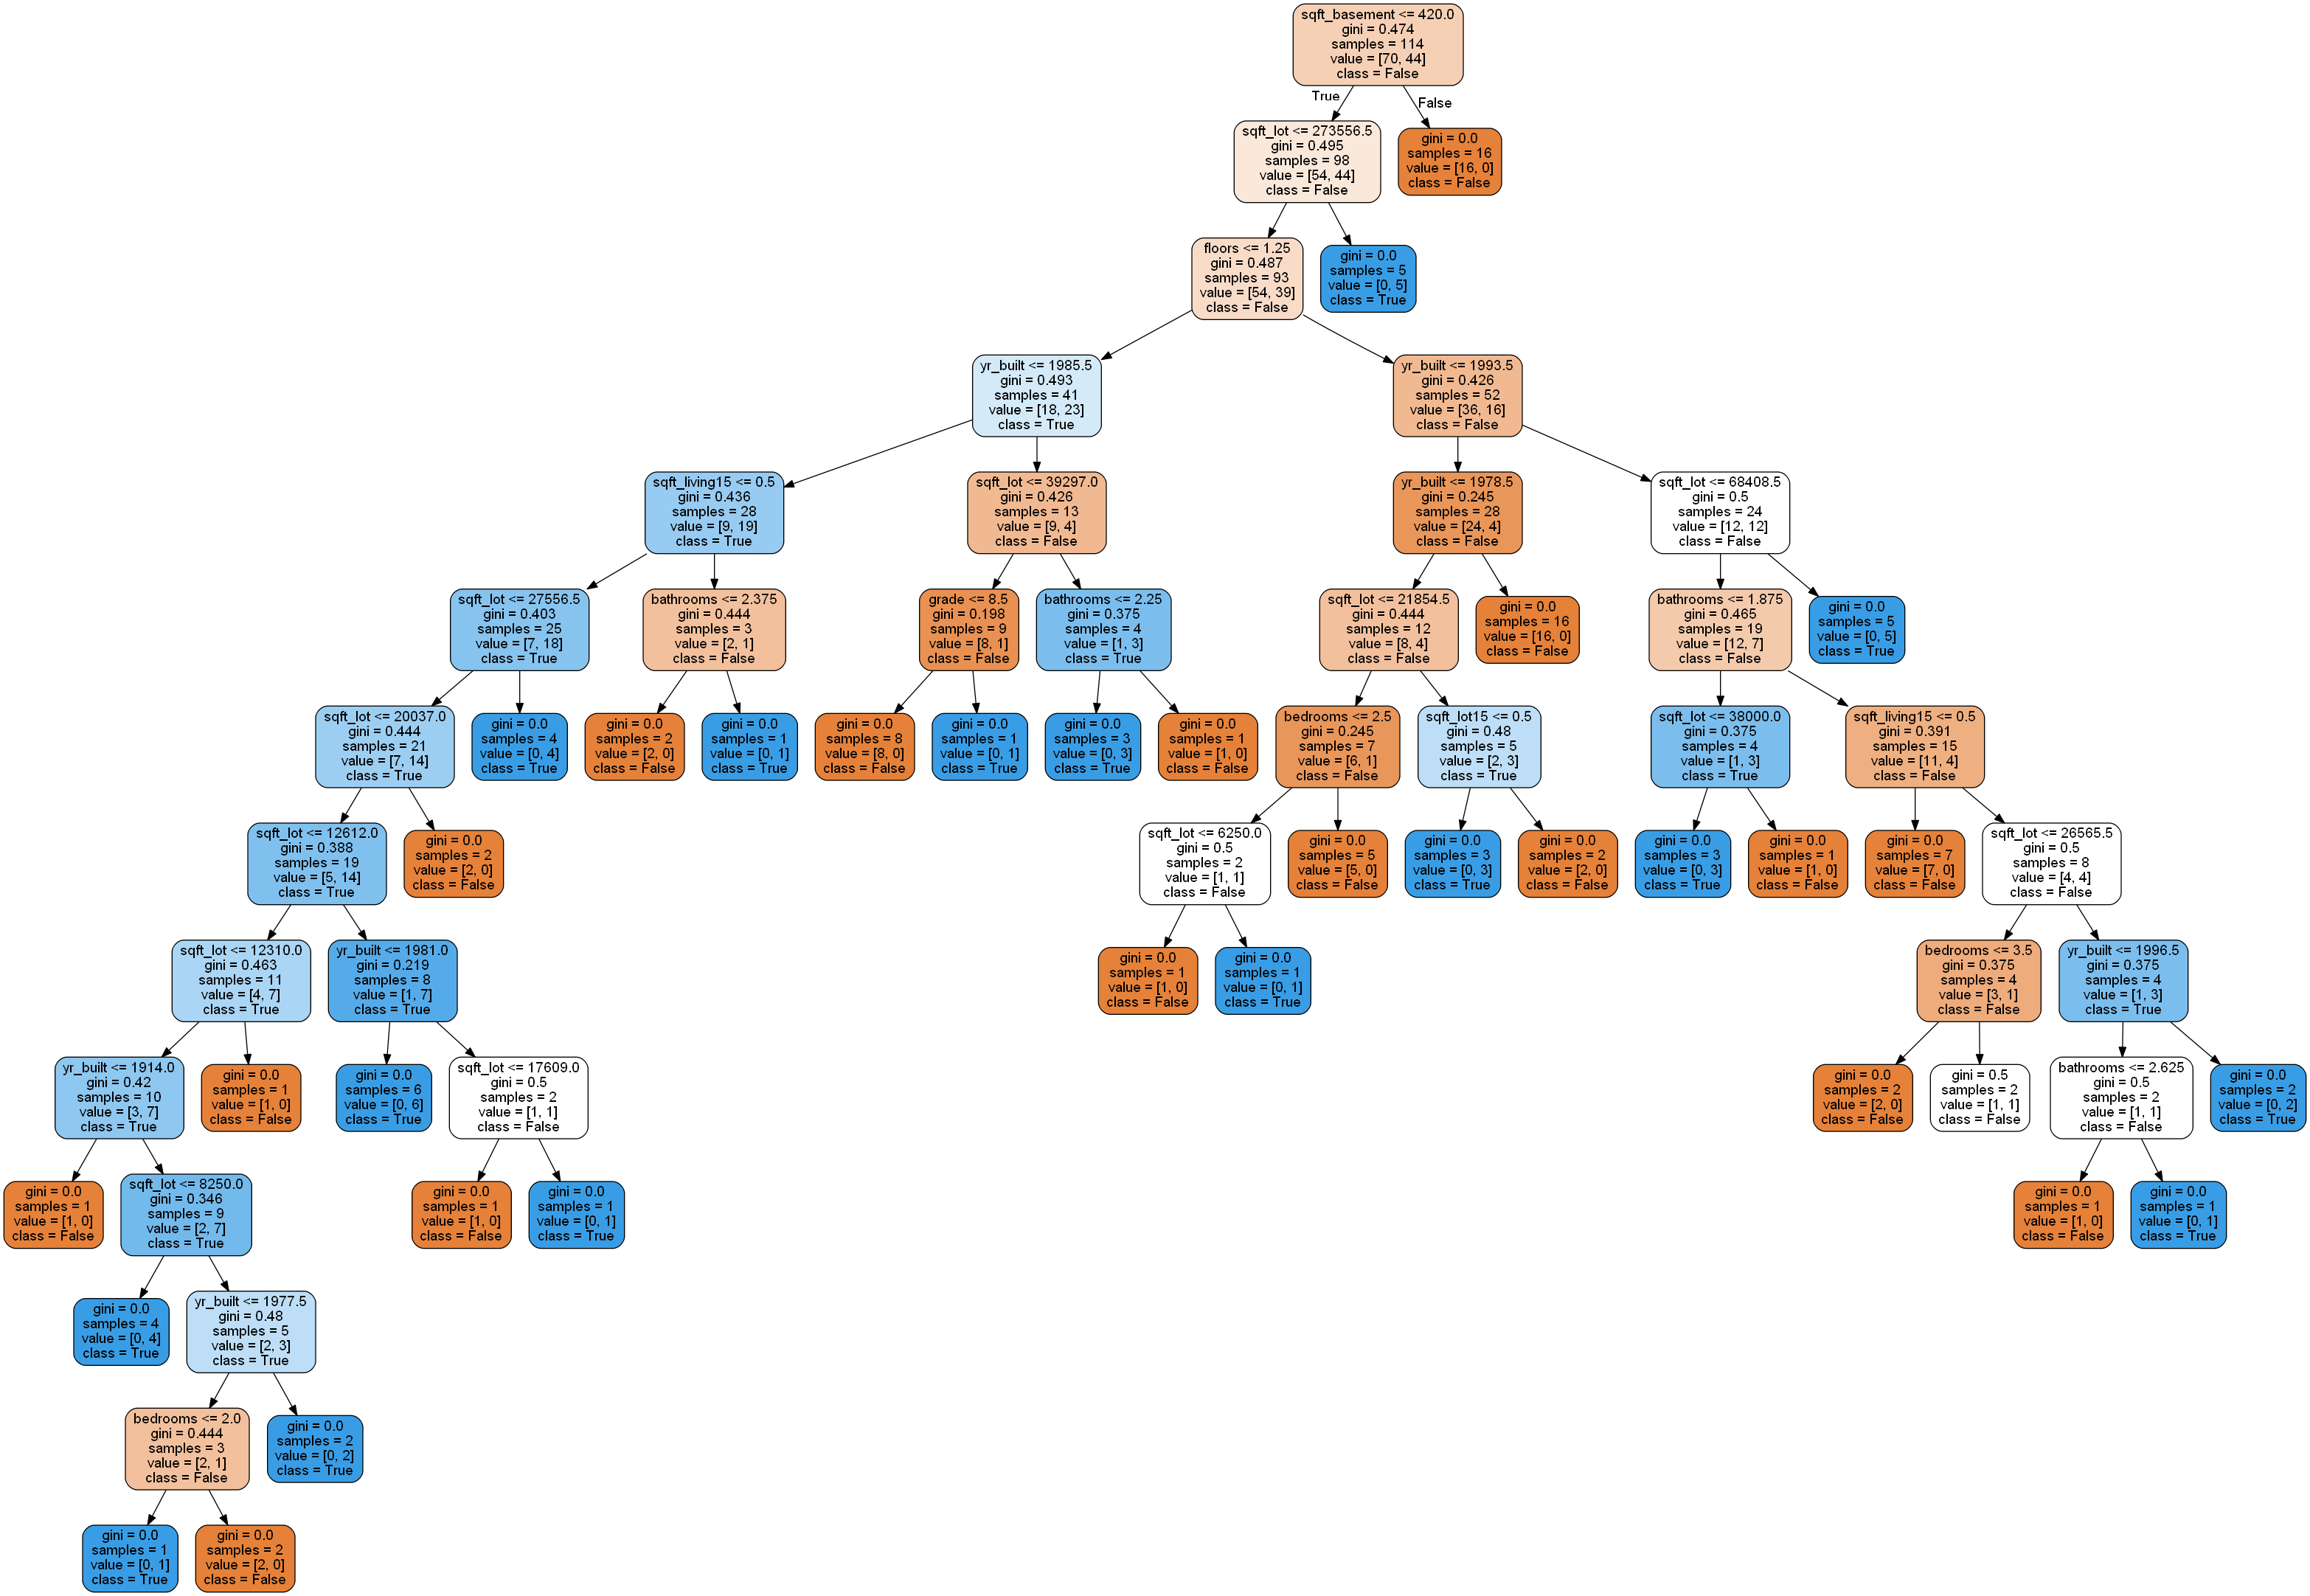 sqft_basement <= 420.0
gini = 0.474
samples = 114
value = [70, 44]
class = False
True
False
sqft_lot <= 273556.5
gini = 0.495
samples = 98
value = [54, 44]
class = False
gini = 0.0
samples = 16
value = [16, 0]
class = False
floors <= 1.25
gini = 0.487
samples = 93
value = [54, 39]
class = False
gini = 0.0
samples = 5
value = [0, 5]
class = True
yr_built <= 1985.5
gini = 0.493
samples = 41
value = [18, 23]
class = True
yr_built <= 1993.5
gini = 0.426
samples = 52
value = [36, 16]
class = False
sqft_living15 <= 0.5
gini = 0.436
samples = 28
value = [9, 19]
class = True
sqft_lot <= 39297.0
gini = 0.426
samples = 13
value = [9, 4]
class = False
yr_built <= 1978.5
gini = 0.245
samples = 28
value = [24, 4]
class = False
sqft_lot <= 68408.5
gini = 0.5
samples = 24
value = [12, 12]
class = False
sqft_lot <= 27556.5
gini = 0.403
samples = 25
value = [7, 18]
class = True
bathrooms <= 2.375
gini = 0.444
samples = 3
value = [2, 1]
class = False
grade <= 8.5
gini = 0.198
samples = 9
value = [8, 1]
class = False
bathrooms <= 2.25
gini = 0.375
samples = 4
value = [1, 3]
class = True
sqft_lot <= 21854.5
gini = 0.444
samples = 12
value = [8, 4]
class = False
gini = 0.0
samples = 16
value = [16, 0]
class = False
bathrooms <= 1.875
gini = 0.465
samples = 19
value = [12, 7]
class = False
gini = 0.0
samples = 5
value = [0, 5]
class = True
sqft_lot <= 20037.0
gini = 0.444
samples = 21
value = [7, 14]
class = True
gini = 0.0
samples = 4
value = [0, 4]
class = True
gini = 0.0
samples = 2
value = [2, 0]
class = False
gini = 0.0
samples = 1
value = [0, 1]
class = True
gini = 0.0
samples = 8
value = [8, 0]
class = False
gini = 0.0
samples = 1
value = [0, 1]
class = True
gini = 0.0
samples = 3
value = [0, 3]
class = True
gini = 0.0
samples = 1
value = [1, 0]
class = False
bedrooms <= 2.5
gini = 0.245
samples = 7
value = [6, 1]
class = False
sqft_lot15 <= 0.5
gini = 0.48
samples = 5
value = [2, 3]
class = True
sqft_lot <= 38000.0
gini = 0.375
samples = 4
value = [1, 3]
class = True
sqft_living15 <= 0.5
gini = 0.391
samples = 15
value = [11, 4]
class = False
sqft_lot <= 12612.0
gini = 0.388
samples = 19
value = [5, 14]
class = True
gini = 0.0
samples = 2
value = [2, 0]
class = False
sqft_lot <= 6250.0
gini = 0.5
samples = 2
value = [1, 1]
class = False
gini = 0.0
samples = 5
value = [5, 0]
class = False
gini = 0.0
samples = 3
value = [0, 3]
class = True
gini = 0.0
samples = 2
value = [2, 0]
class = False
gini = 0.0
samples = 3
value = [0, 3]
class = True
gini = 0.0
samples = 1
value = [1, 0]
class = False
gini = 0.0
samples = 7
value = [7, 0]
class = False
sqft_lot <= 26565.5
gini = 0.5
samples = 8
value = [4, 4]
class = False
sqft_lot <= 12310.0
gini = 0.463
samples = 11
value = [4, 7]
class = True
yr_built <= 1981.0
gini = 0.219
samples = 8
value = [1, 7]
class = True
gini = 0.0
samples = 1
value = [1, 0]
class = False
gini = 0.0
samples = 1
value = [0, 1]
class = True
bedrooms <= 3.5
gini = 0.375
samples = 4
value = [3, 1]
class = False
yr_built <= 1996.5
gini = 0.375
samples = 4
value = [1, 3]
class = True
yr_built <= 1914.0
gini = 0.42
samples = 10
value = [3, 7]
class = True
gini = 0.0
samples = 1
value = [1, 0]
class = False
gini = 0.0
samples = 6
value = [0, 6]
class = True
sqft_lot <= 17609.0
gini = 0.5
samples = 2
value = [1, 1]
class = False
gini = 0.0
samples = 2
value = [2, 0]
class = False
gini = 0.5
samples = 2
value = [1, 1]
class = False
bathrooms <= 2.625
gini = 0.5
samples = 2
value = [1, 1]
class = False
gini = 0.0
samples = 2
value = [0, 2]
class = True
gini = 0.0
samples = 1
value = [1, 0]
class = False
sqft_lot <= 8250.0
gini = 0.346
samples = 9
value = [2, 7]
class = True
gini = 0.0
samples = 1
value = [1, 0]
class = False
gini = 0.0
samples = 1
value = [0, 1]
class = True
gini = 0.0
samples = 1
value = [1, 0]
class = False
gini = 0.0
samples = 1
value = [0, 1]
class = True
gini = 0.0
samples = 4
value = [0, 4]
class = True
yr_built <= 1977.5
gini = 0.48
samples = 5
value = [2, 3]
class = True
bedrooms <= 2.0
gini = 0.444
samples = 3
value = [2, 1]
class = False
gini = 0.0
samples = 2
value = [0, 2]
class = True
gini = 0.0
samples = 1
value = [0, 1]
class = True
gini = 0.0
samples = 2
value = [2, 0]
class = False